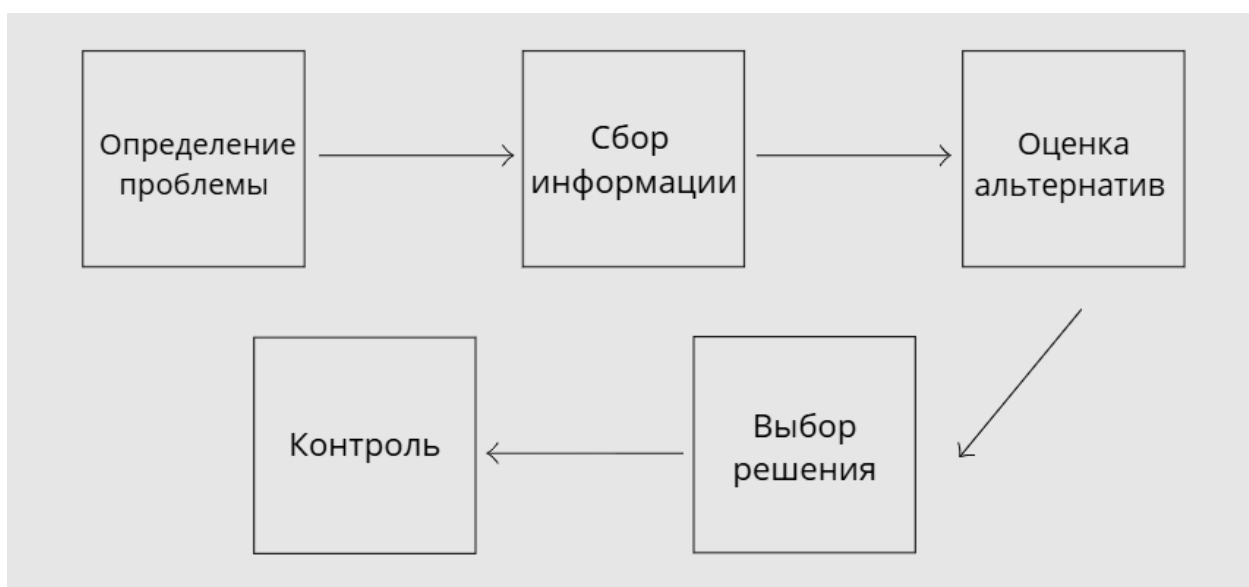 Определение
проблемы
Сбор
информации
Оценка
альтернатив
Выбор
решения
Контроль